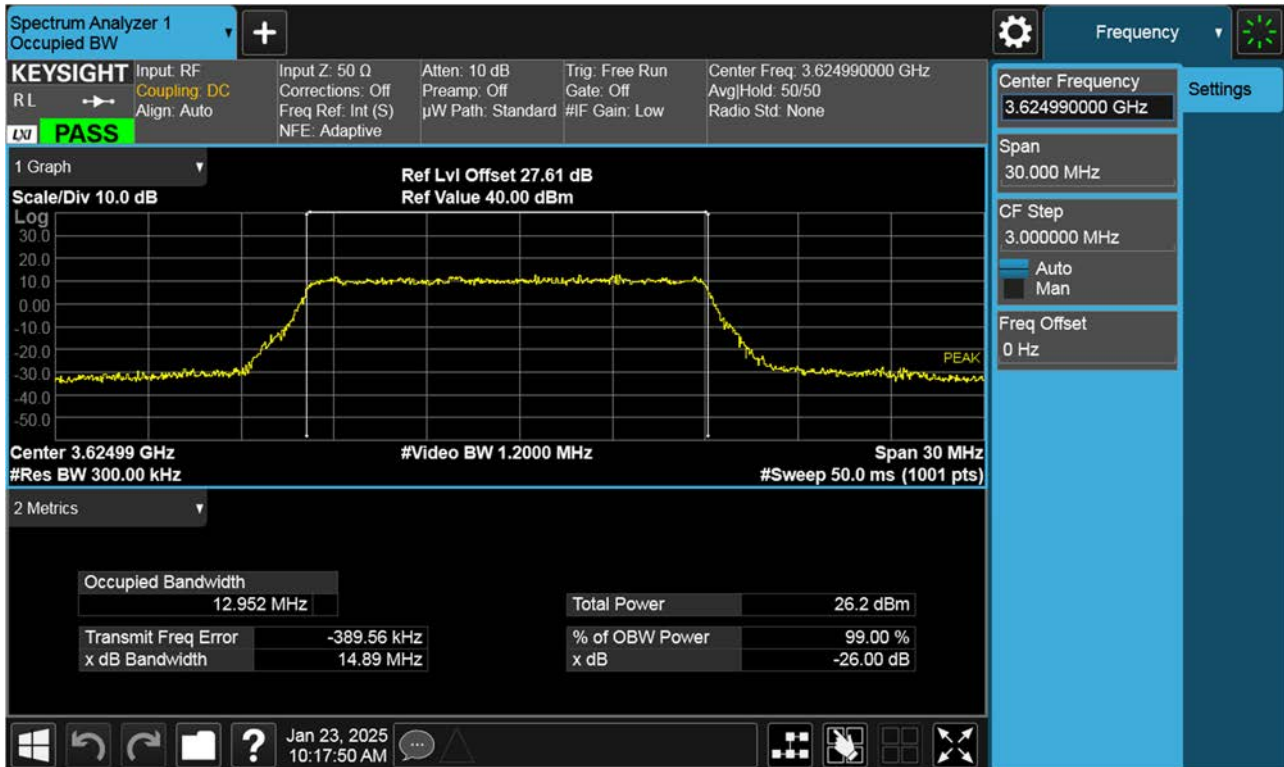 Spectrum Analyzer 1
Occupied BW
+
Frequency
KEYSIGHT
RL
LXI
PASS
Input: RF
Coupling: DC
Align: Auto
Input Z: 50 Ω
Corrections: Off
Freq Ref: Int (S)
NFE: Adaptive
Atten: 10 dB
Preamp: Off
µW Path: Standard
Trig: Free Run
Gate: Off
#IF Gain: Low
Center Freq: 3.624990000 GHz
Avg|Hold: 50/50
Radio Std: None
Center Frequency
3.624990000 GHz
Settings
Span
30.000 MHz
CF Step
3.000000 MHz
Auto
Man
Freq Offset
0 Hz
1 Graph
Scale/Div 10.0 dB
Ref Lvl Offset 27.61 dB
Ref Value 40.00 dBm
Log
30.0
20.0
10.0
0.00
-10.0
-20.0
-30.0
-40.0
-50.0
PEAK
Center 3.62499 GHz
#Video BW 1.2000 MHz
Span 30 MHz
#Res BW 300.00 kHz
#Sweep 50.0 ms (1001 pts)
2 Metrics
Occupied Bandwidth
12.952 MHz
Total Power 26.2 dBm
Transmit Freq Error -389.56 kHz
% of OBW Power 99.00 %
x dB Bandwidth 14.89 MHz
x dB -26.00 dB
?
Jan 23, 2025
10:17:50 AM